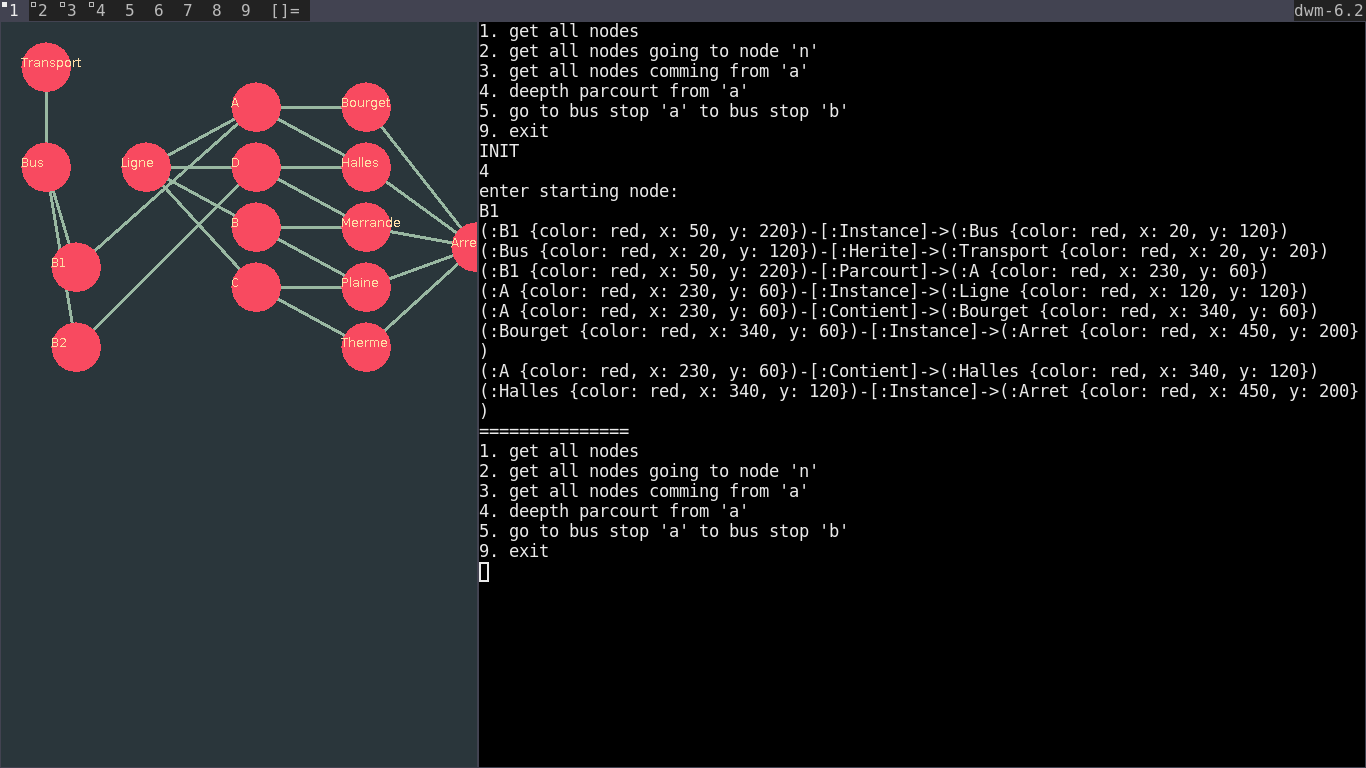 1 2 3 4 5 6 7 8 9 []= dwm-6.2
Transport
Bus
B1
B2
Ligne
A
D
B
C
Bourget
Halles
Merrande
Plaine
Therme
Arre
1. get all nodes
2. get all nodes going to node 'n'
3. get all nodes comming from 'a'
4. deepth parcourt from 'a'
5. go to bus stop 'a' to bus stop 'b'
9. exit
INIT
4
enter starting node:
B1
(:B1 {color: red, x: 50, y: 220})-[:Instance]->(:Bus {color: red, x: 20, y: 120})
(:Bus {color: red, x: 20, y: 120})-[:Herite]->(:Transport {color: red, x: 20, y: 20})
(:B1 {color: red, x: 50, y: 220})-[:Parcourt]->(:A {color: red, x: 230, y: 60})
(:A {color: red, x: 230, y: 60})-[:Instance]->(:Ligne {color: red, x: 120, y: 120})
(:A {color: red, x: 230, y: 60})-[:Contient]->(:Bourget {color: red, x: 340, y: 60})
(:Bourget {color: red, x: 340, y: 60})-[:Instance]->(:Arret {color: red, x: 450, y: 200}
)
(:A {color: red, x: 230, y: 60})-[:Contient]->(:Halles {color: red, x: 340, y: 120})
(:Halles {color: red, x: 340, y: 120})-[:Instance]->(:Arret {color: red, x: 450, y: 200}
)
===============
1. get all nodes
2. get all nodes going to node 'n'
3. get all nodes comming from 'a'
4. deepth parcourt from 'a'
5. go to bus stop 'a' to bus stop 'b'
9. exit